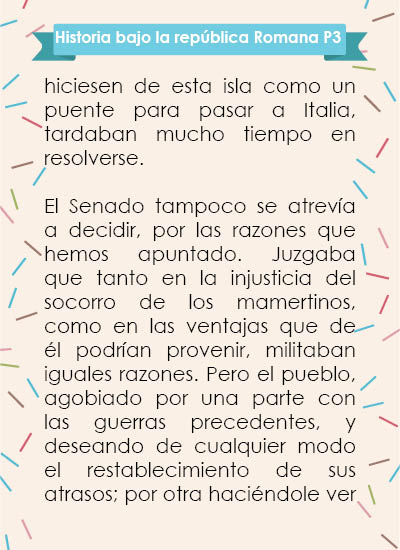 Historia bajo la república Romana P3
hiciesen de esta isla como un
puente para pasar a Italia,
tardaban mucho tiempo en
resolverse.
El Senado tampoco se atrevía
a decidir, por las razones que
hemos apuntado. Juzgaba
que tanto en la injusticia del
socorro de los mamertinos,
como en las ventajas que de
él podrían provenir, militaban
iguales razones. Pero el pueblo,
agobiado por una parte con
las guerras precedentes, y
deseando de cualquier modo
el restablecimiento de sus
atrasos; por otra haciéndole ver